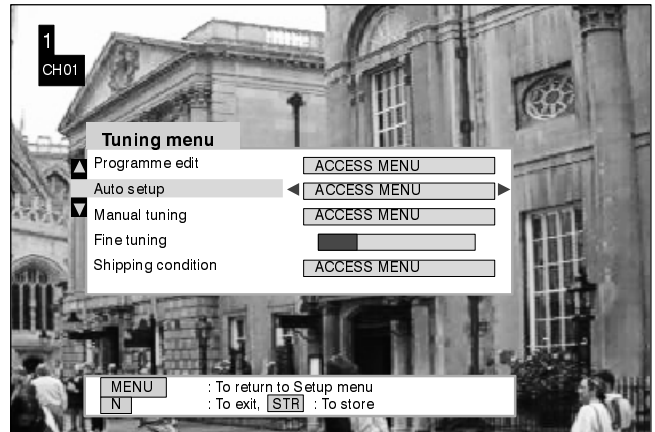 1
CH01
Tuning menu
Programme edit ACCESS MENU
Auto setup ACCESS MENU
Manual tuning ACCESS MENU
Fine tuning
Shipping condition ACCESS MENU
MENU : To return to Setup menu
N : To exit, STR : To store